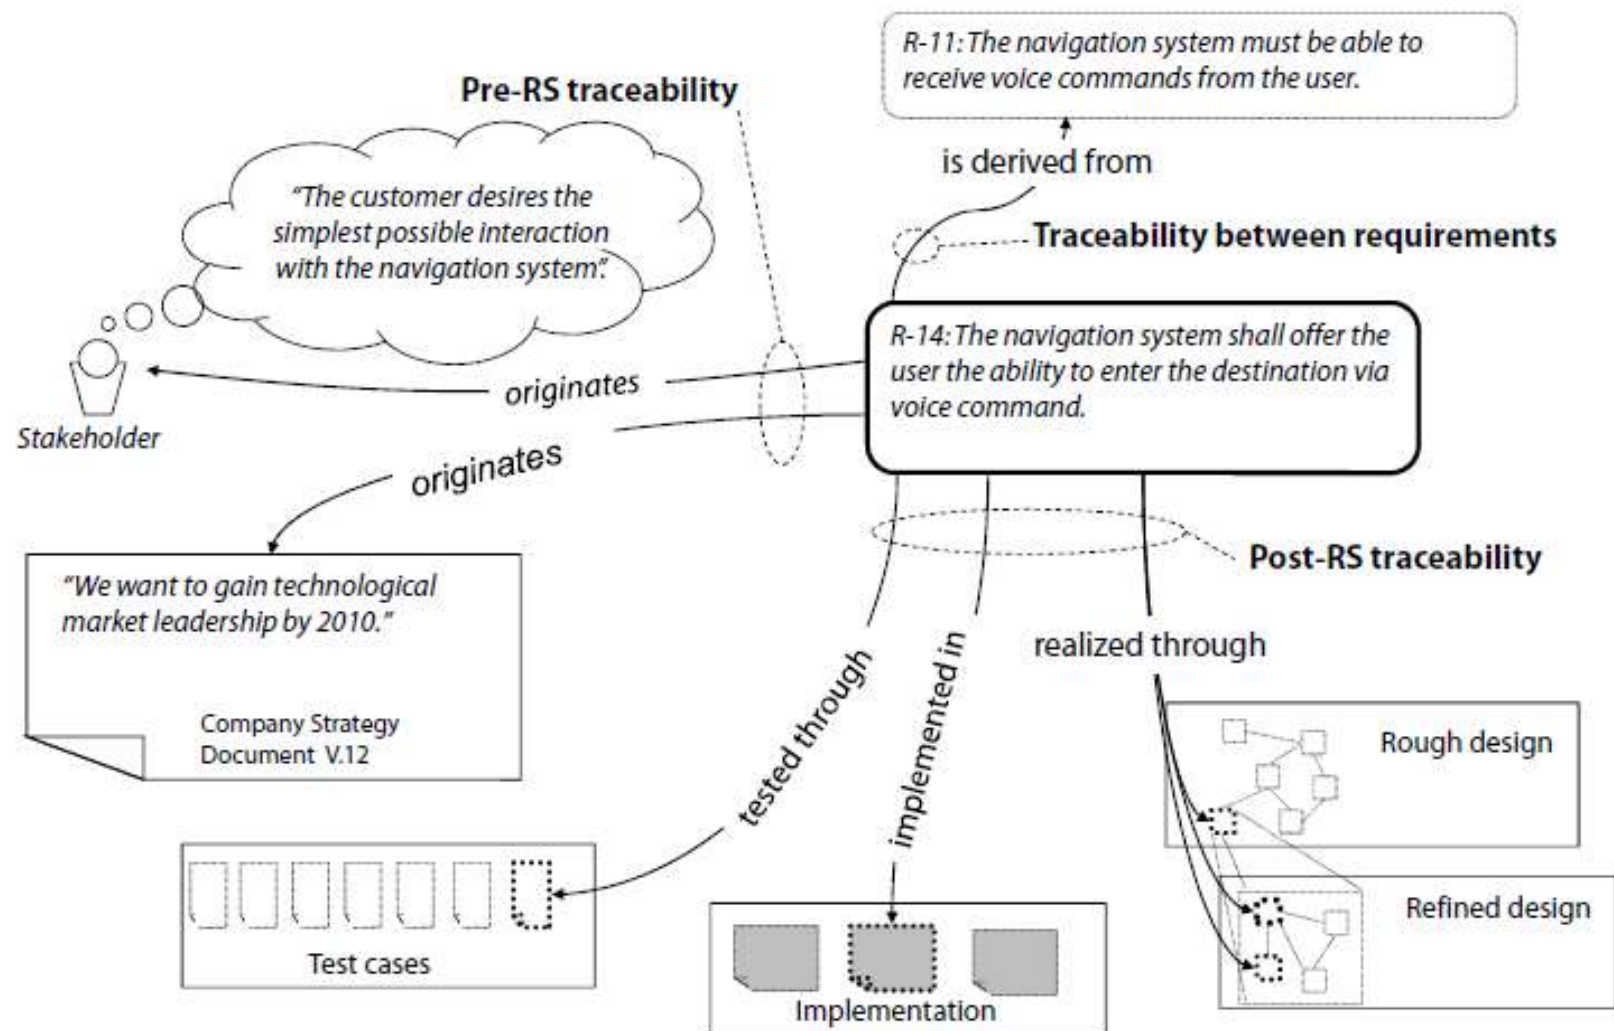 R-11: The navigation system must be able to
receive voice commands from the user.
Pre-RS traceability
is derived from
"The customer desires the
simplest possible interaction
with the navigation system".
Traceability between requirements
R-14: The navigation system shall offer the
user the ability to enter the destination via
voice command.
originates
Stakeholder
originates
Post-RS traceability
"We want to gain technological
market leadership by 2010."
Company Strategy
Document V.12
tested through
implemented in
realized through
Rough design
Refined design
Test cases
Implementation